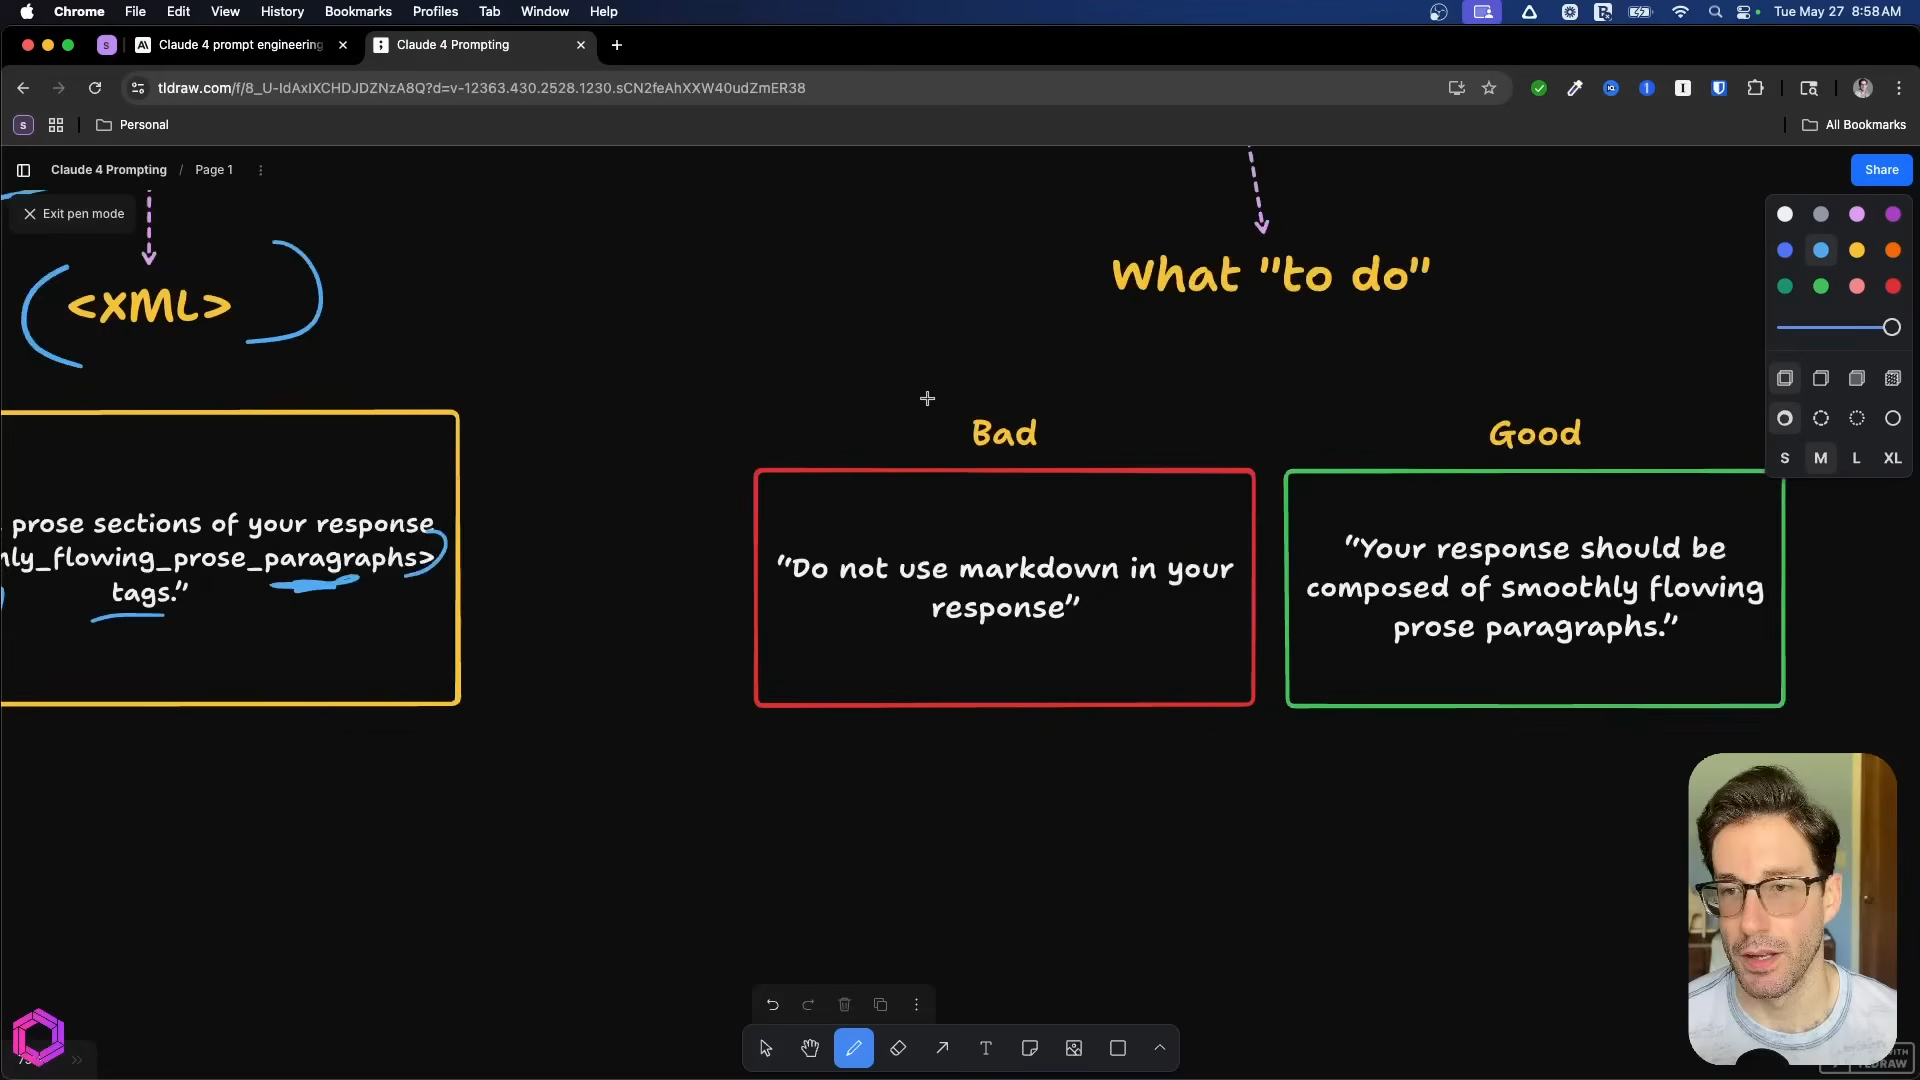 Chrome File Edit View History Bookmarks Profiles Tab Window Help
Tue May 27 8:58 AM
S
Claude 4 prompt engineering
Claude 4 Prompting
tldraw.com/f/8_U-IdAxIXCHDJDZNzA8Q?d=v-12363.430.2528.1230.sCN2feAhXXW40udZmER38
S
Personal
All Bookmarks
Claude 4 Prompting / Page 1
Share
Exit pen mode
<XML>
What "to do"
prose sections of your response
_flowing_prose_paragraphs>
tags."
Bad
"Do not use markdown in your
response"
Good
"Your response should be
composed of smoothly flowing
prose paragraphs."
S M L XL
T